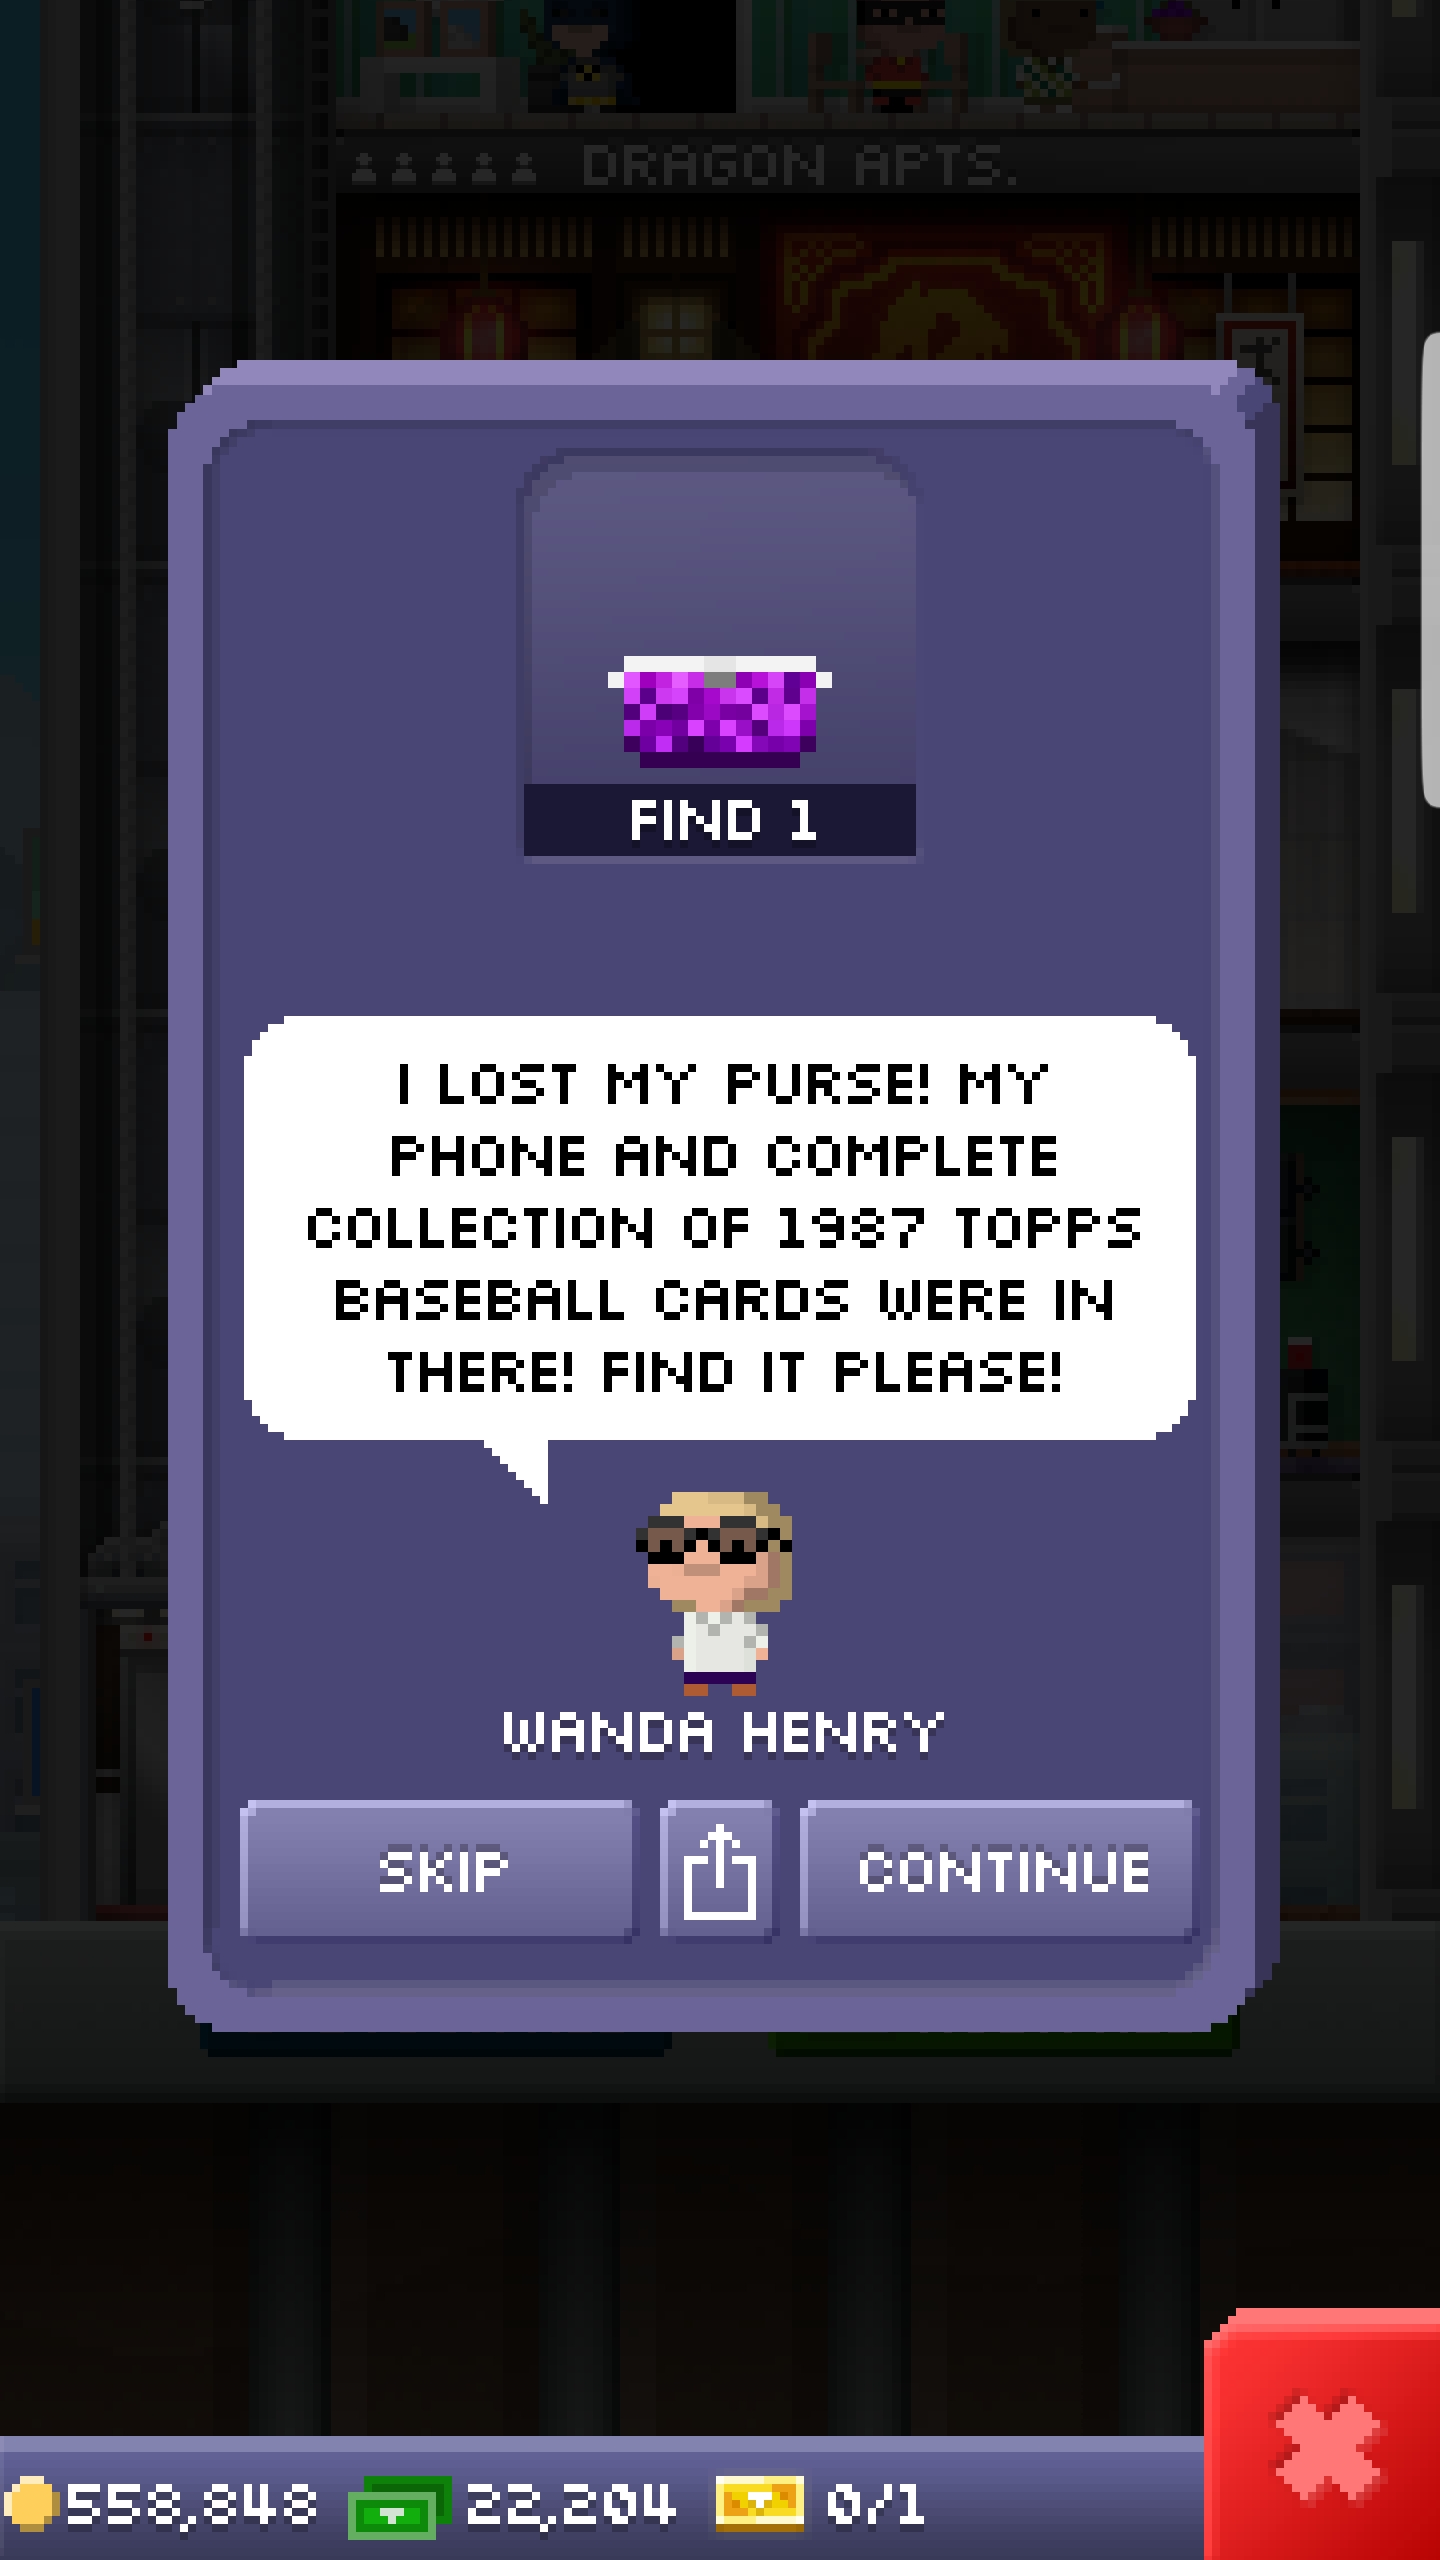 DRAGON APTS.
FIND 1
I LOST MY PURSE! MY
PHONE AND COMPLETE
COLLECTION OF 1987 TOPPS
BASEBALL CARDS WERE IN
THERE! FIND IT PLEASE!
WANDA HENRY
SKIP
CONTINUE
558,848 22,204 0/1